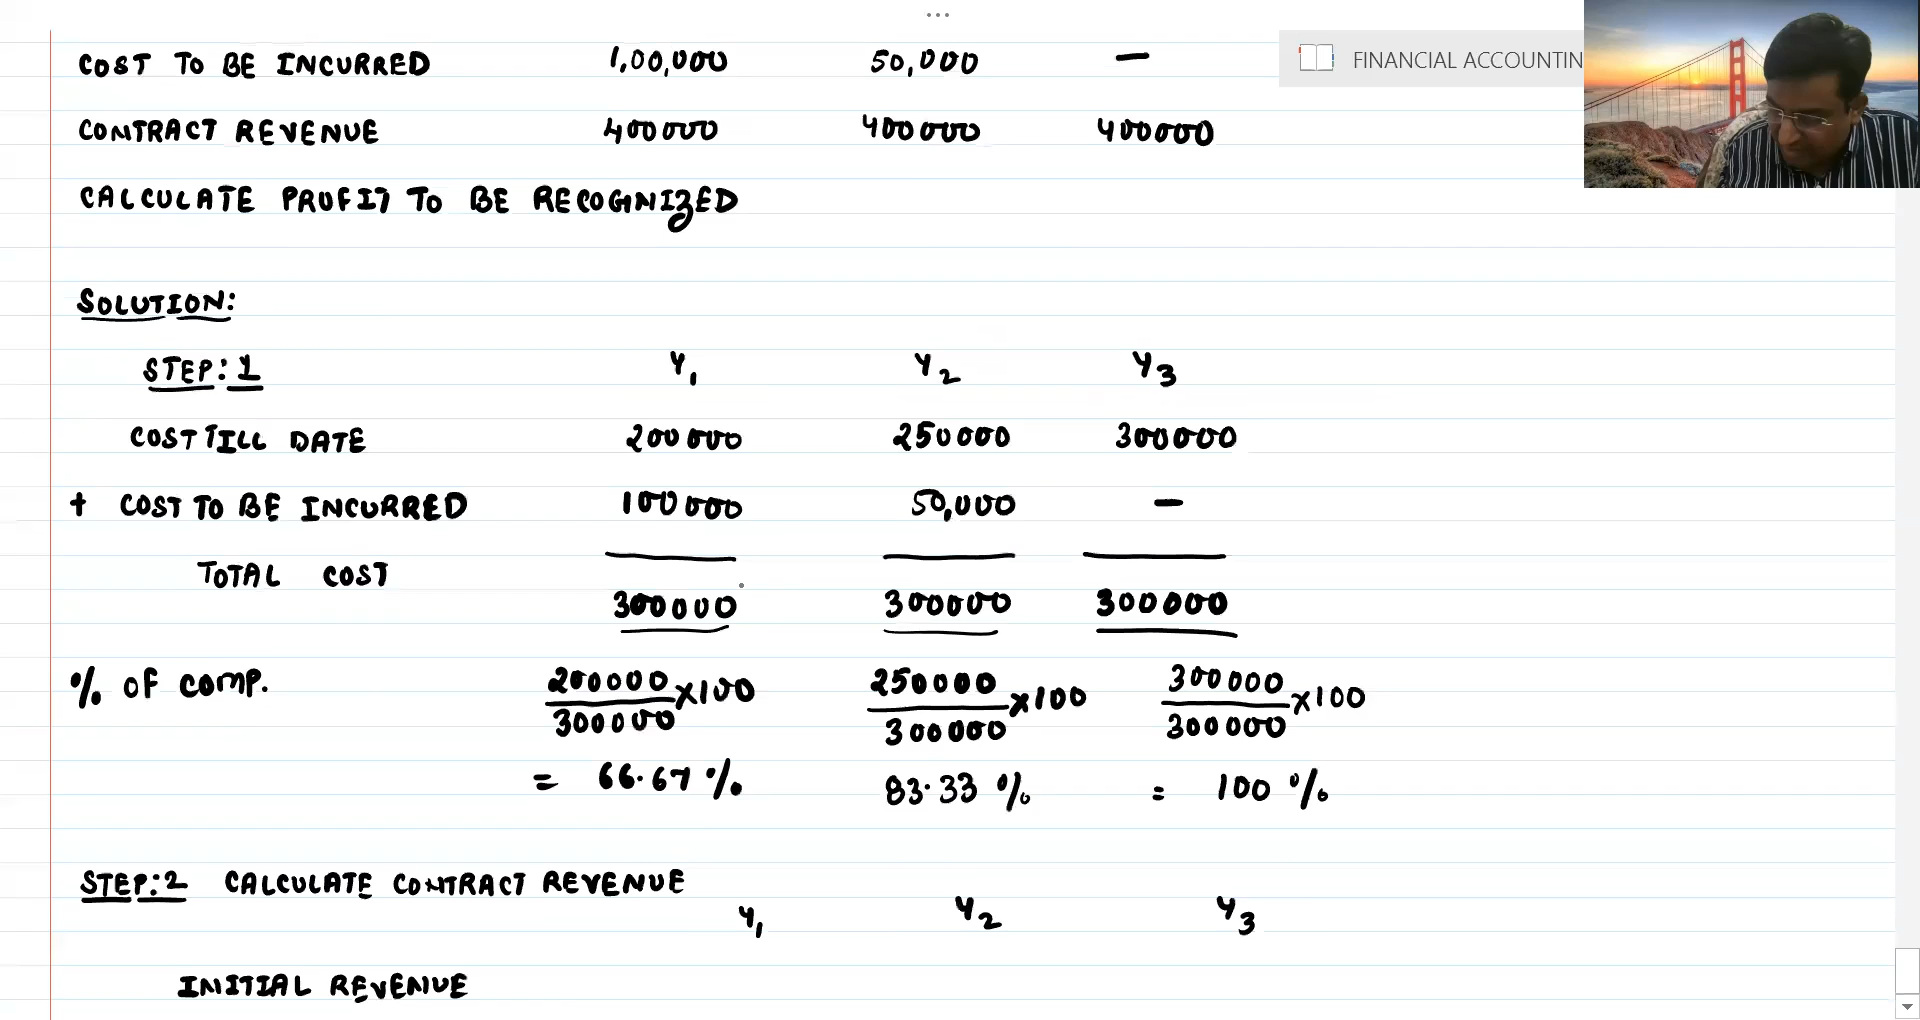 ...
COST TO BE INCURRED 1,00,000 50,000 —
FINANCIAL ACCOUNTIN
CONTRACT REVENUE 400000 400000 400000
CALCULATE PROFIT TO BE RECOGNIZED
SOLUTION:
STEP:1 Y1 Y2 Y3
COST TILL DATE 200000 250000 300000
+ COST TO BE INCURRED 100000 50,000 —
TOTAL COST
300000 300000 300000
% OF COMP. 200000/300000 ×100 250000/300000 ×100 300000/300000 ×100
= 66.67 % 83.33 % = 100 %
STEP:2 CALCULATE CONTRACT REVENUE
Y1 Y2 Y3
INITIAL REVENUE